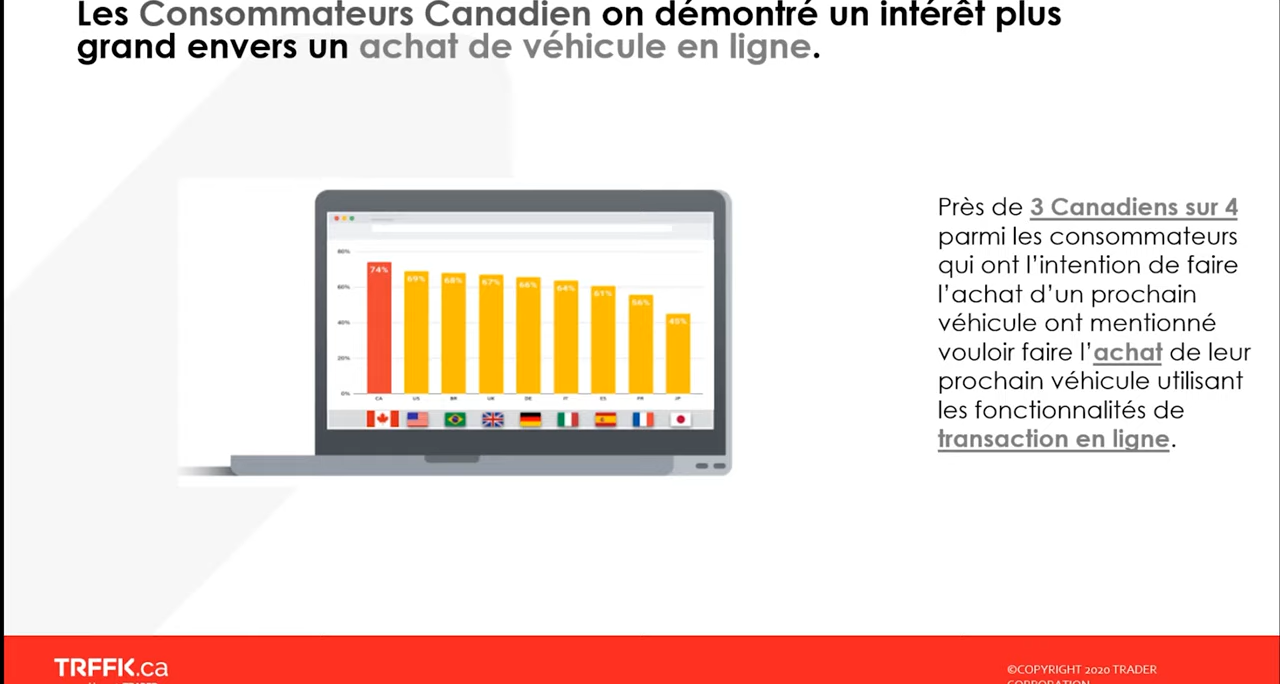 Les Consommateurs Canadien on démontré un intérêt plus
grand envers un achat de véhicule en ligne.
80%
60%
40%
20%
0%
74%
69%
68%
67%
66%
64%
61%
56%
45%
CA
US
BR
UK
DE
IT
ES
FR
JP
Près de 3 Canadiens sur 4
parmi les consommateurs
qui ont l’intention de faire
l’achat d’un prochain
véhicule ont mentionné
vouloir faire l’achat de leur
prochain véhicule utilisant
les fonctionnalités de
transaction en ligne.
TRFFK.ca
©COPYRIGHT 2020 TRADER
CORPORATION